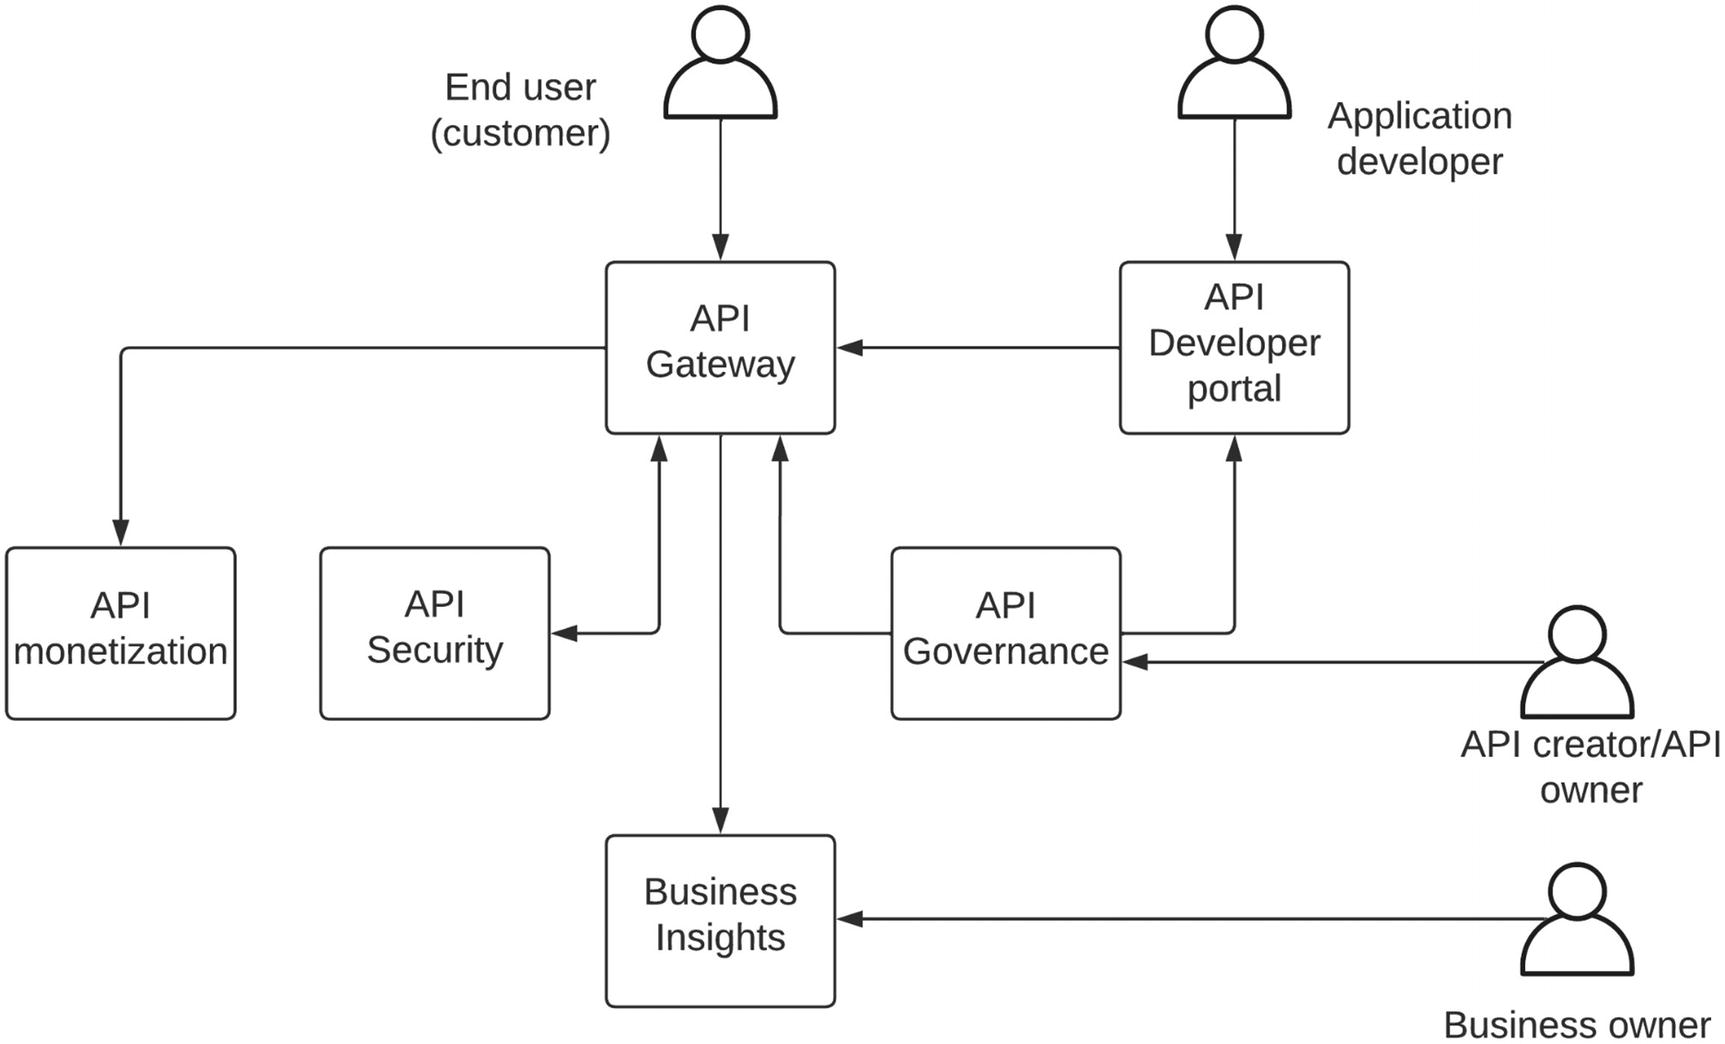 End user
(customer)
Application
developer
API
Gateway
API
Developer
portal
API
monetization
API
Security
API
Governance
API creator/API
owner
Business
Insights
Business owner